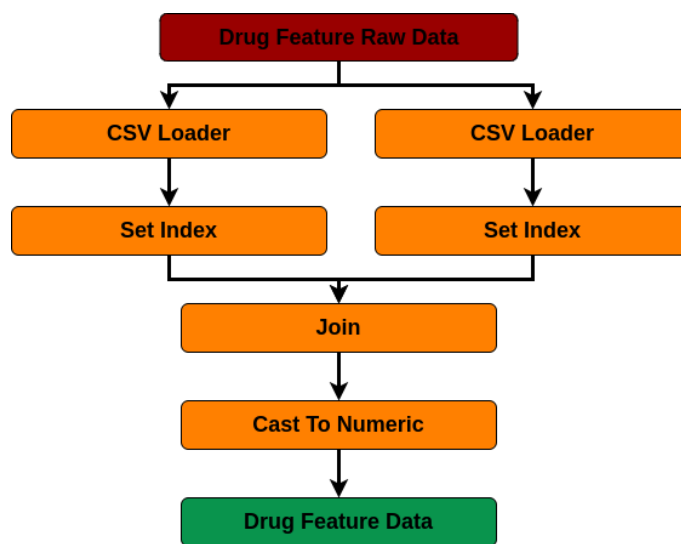 Drug Feature Raw Data
CSV Loader
CSV Loader
Set Index
Set Index
Join
Cast To Numeric
Drug Feature Data